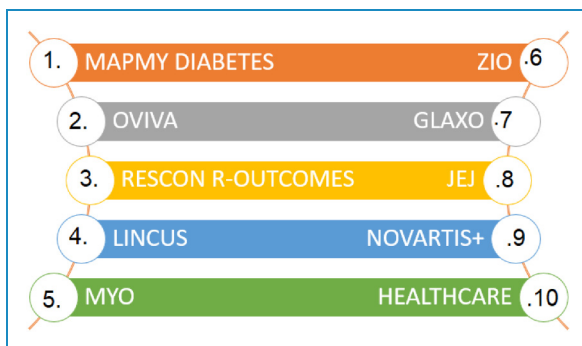 1. MAPMY DIABETES ZIO .6
2. OVIVA GLAXO .7
3. RESCON R-OUTCOMES JEJ .8
4. LINCUS NOVARTIS+ .9
5. MYO HEALTHCARE .10